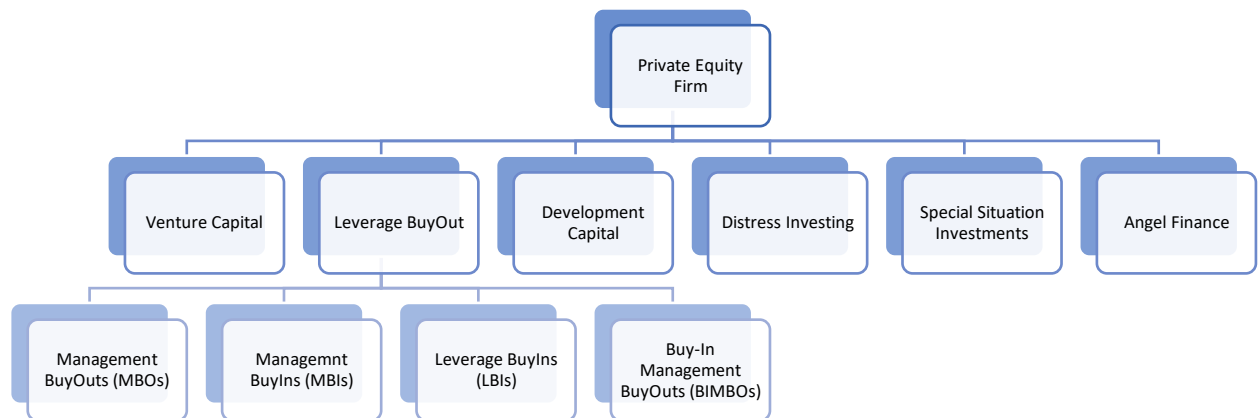 Private Equity
Firm
Venture Capital
Leverage BuyOut
Development
Capital
Distress Investing
Special Situation
Investments
Angel Finance
Management
BuyOuts (MBOs)
Managemnt
BuyIns (MBIs)
Leverage BuyIns
(LBIs)
Buy-In
Management
BuyOuts (BIMBOs)